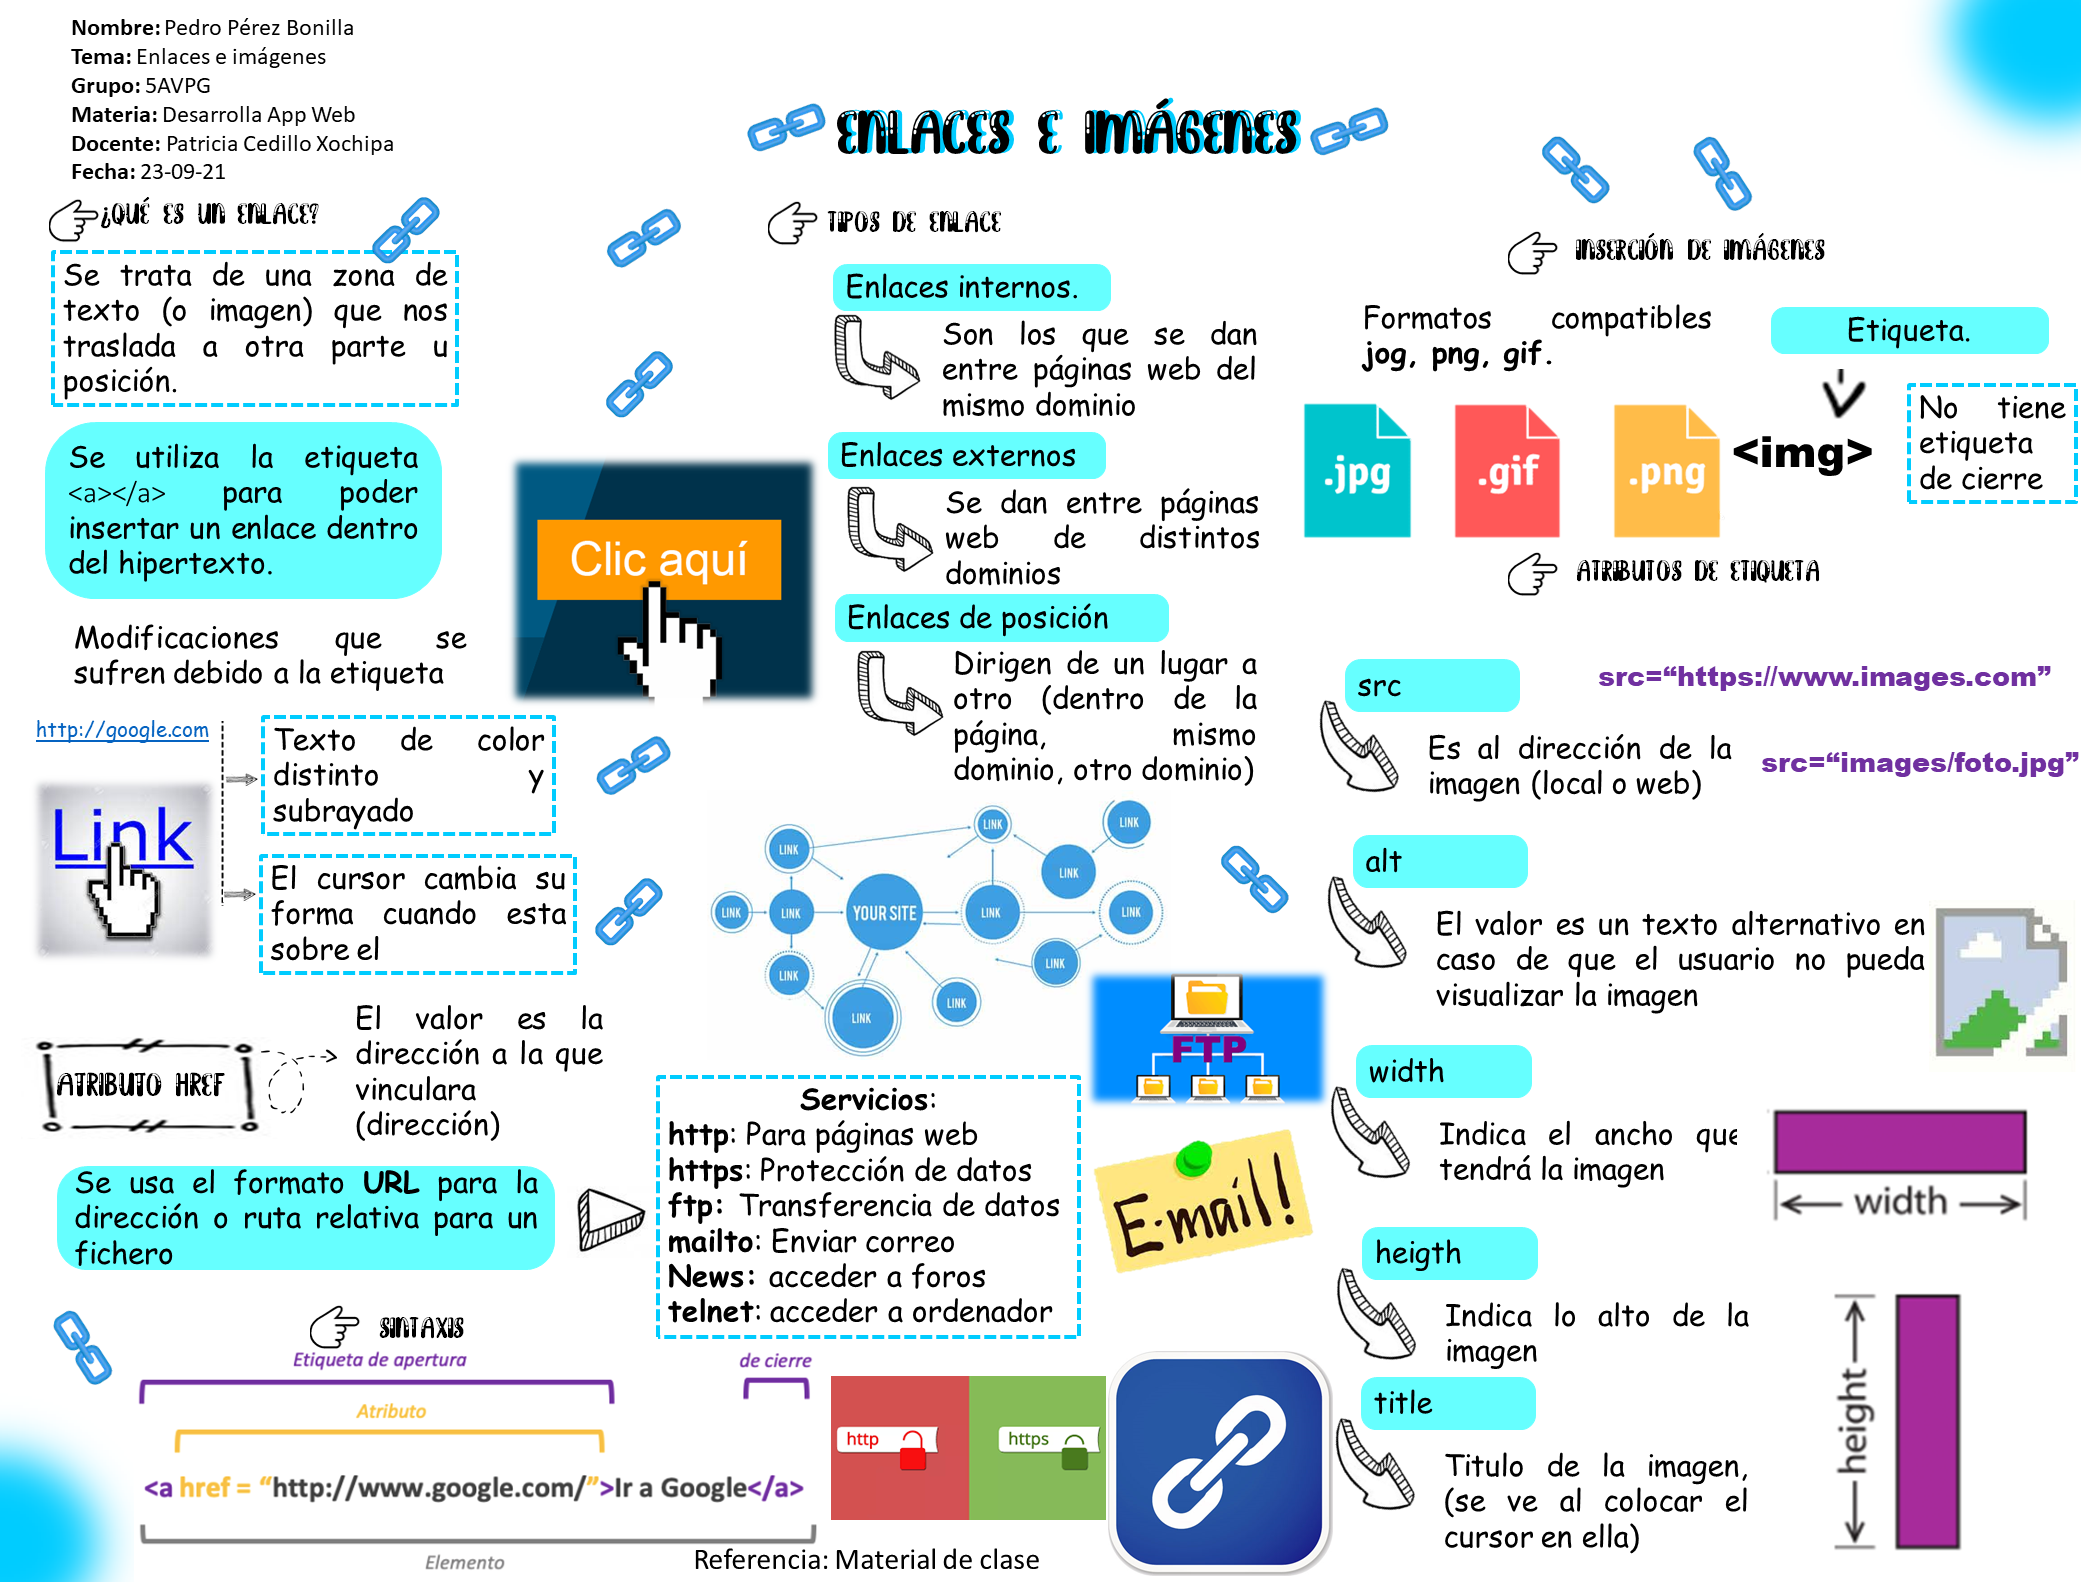 Nombre: Pedro Pérez Bonilla
Tema: Enlaces e imágenes
Grupo: 5AVPG
Materia: Desarrolla App Web
Docente: Patricia Cedillo Xochipa
Fecha: 23-09-21
ENLACES E IMÁGENES
¿QUÉ ES UN ENLACE?
Se trata de una zona de
texto (o imagen) que nos
traslada a otra parte u
posición.
Se utiliza la etiqueta
<a></a> para poder
insertar un enlace dentro
del hipertexto.
Modificaciones que se
sufren debido a la etiqueta
http://google.com
Texto de color
distinto y
subrayado
Link
El cursor cambia su
forma cuando esta
sobre el
ATRIBUTO HREF
El valor es la
dirección a la que
vinculara
(dirección)
Se usa el formato URL para la
dirección o ruta relativa para un
fichero
SINTAXIS
Etiqueta de apertura
de cierre
Atributo
<a href = “http://www.google.com/”>Ir a Google</a>
Elemento
Clic aquí
TIPOS DE ENLACE
Enlaces internos.
Son los que se dan
entre páginas web del
mismo dominio
Enlaces externos
Se dan entre páginas
web de distintos
dominios
Enlaces de posición
Dirigen de un lugar a
otro (dentro de la
página, mismo
dominio, otro dominio)
LINK
LINK
LINK
LINK
LINK
LINK
YOUR SITE
LINK
LINK
LINK
LINK
LINK
LINK
FTP
Servicios:
http: Para páginas web
https: Protección de datos
ftp: Transferencia de datos
mailto: Enviar correo
News: acceder a foros
telnet: acceder a ordenador
E-mail!
http
https
Referencia: Material de clase
INSERCIÓN DE IMÁGENES
Formatos compatibles
jog, png, gif.
.jpg
.gif
.png
Etiqueta.
<img>
No tiene
etiqueta
de cierre
ATRIBUTOS DE ETIQUETA
src
src=“https://www.images.com”
Es al dirección de la
imagen (local o web)
src=“images/foto.jpg”
alt
El valor es un texto alternativo en
caso de que el usuario no pueda
visualizar la imagen
width
Indica el ancho que
tendrá la imagen
width
heigth
Indica lo alto de la
imagen
height
title
Titulo de la imagen,
(se ve al colocar el
cursor en ella)